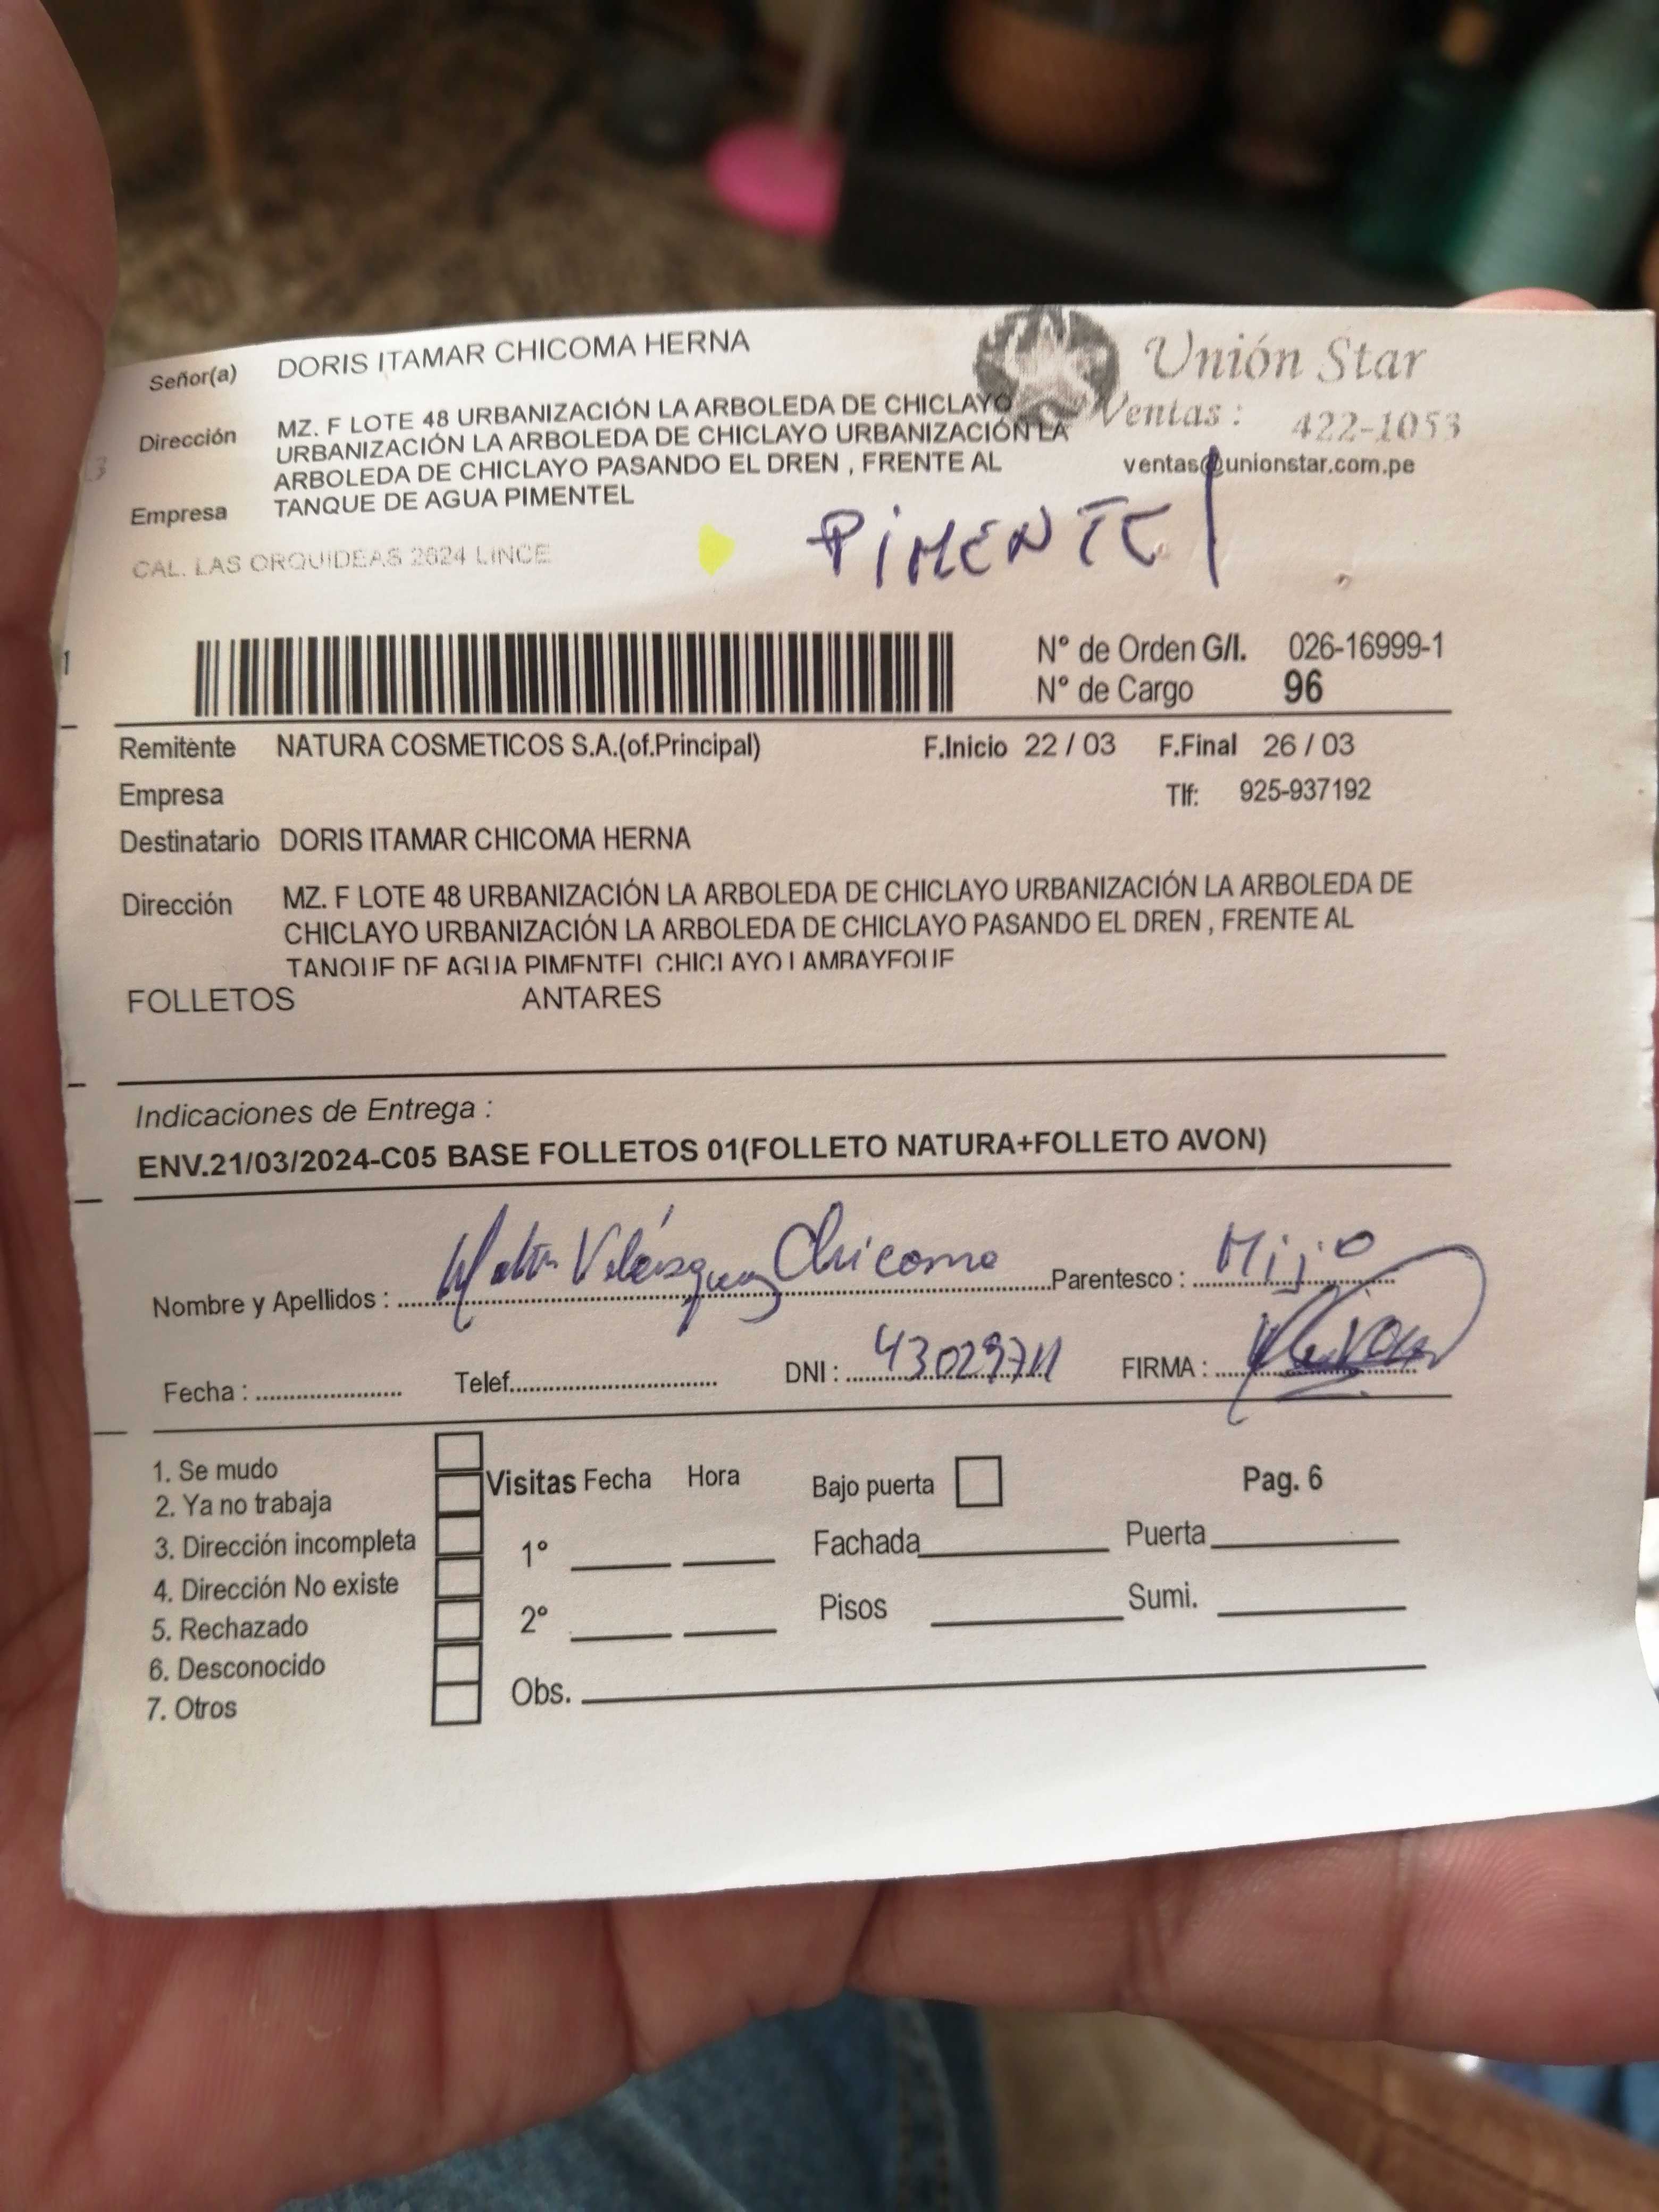 Señor(a) DORIS ITAMAR CHICOMA HERNA
Unión Star
Ventas : 422-1053
ventas@unionstar.com.pe
Dirección MZ. F LOTE 48 URBANIZACIÓN LA ARBOLEDA DE CHICLAYO
URBANIZACIÓN LA ARBOLEDA DE CHICLAYO URBANIZACIÓN LA
ARBOLEDA DE CHICLAYO PASANDO EL DREN , FRENTE AL
Empresa TANQUE DE AGUA PIMENTEL
CAL. LAS ORQUIDEAS 2624 LINCE
PIMENTEL
N° de Orden G/I. 026-16999-1
N° de Cargo 96
Remitente NATURA COSMETICOS S.A.(of.Principal) F.Inicio 22 / 03 F.Final 26 / 03
Empresa Tlf: 925-937192
Destinatario DORIS ITAMAR CHICOMA HERNA
Dirección MZ. F LOTE 48 URBANIZACIÓN LA ARBOLEDA DE CHICLAYO URBANIZACIÓN LA ARBOLEDA DE
CHICLAYO URBANIZACIÓN LA ARBOLEDA DE CHICLAYO PASANDO EL DREN , FRENTE AL
TANQUE DE AGUA PIMENTEL CHICLAYO LAMBAYEQUE
FOLLETOS ANTARES
Indicaciones de Entrega :
ENV.21/03/2024-C05 BASE FOLLETOS 01(FOLLETO NATURA+FOLLETO AVON)
Nombre y Apellidos : Velásquez Chicoma Parentesco : Hijo
Fecha : Telef. DNI : FIRMA :
1. Se mudo
2. Ya no trabaja
3. Dirección incompleta
4. Dirección No existe
5. Rechazado
6. Desconocido
7. Otros
Visitas Fecha Hora Bajo puerta Pag. 6
1° Fachada Puerta
2° Pisos Sumi.
Obs.